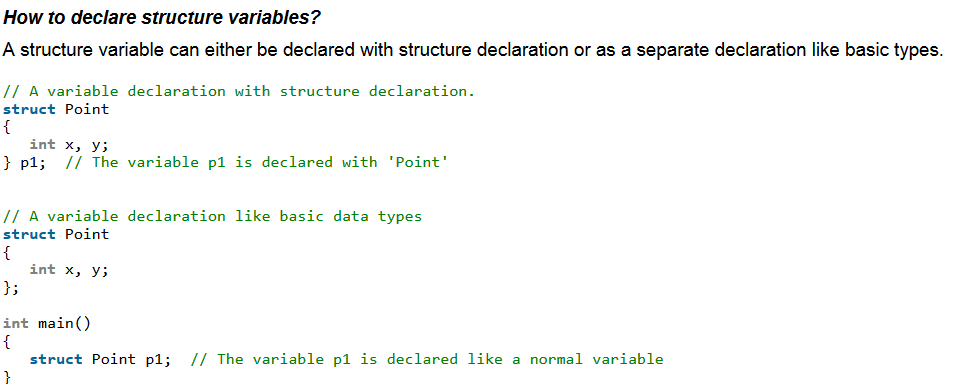 How to declare structure variables?
A structure variable can either be declared with structure declaration or as a separate declaration like basic types.
// A variable declaration with structure declaration.
struct Point
{
   int x, y;
} p1;  // The variable p1 is declared with 'Point'
// A variable declaration like basic data types
struct Point
{
   int x, y;
};
int main()
{
   struct Point p1;  // The variable p1 is declared like a normal variable
}